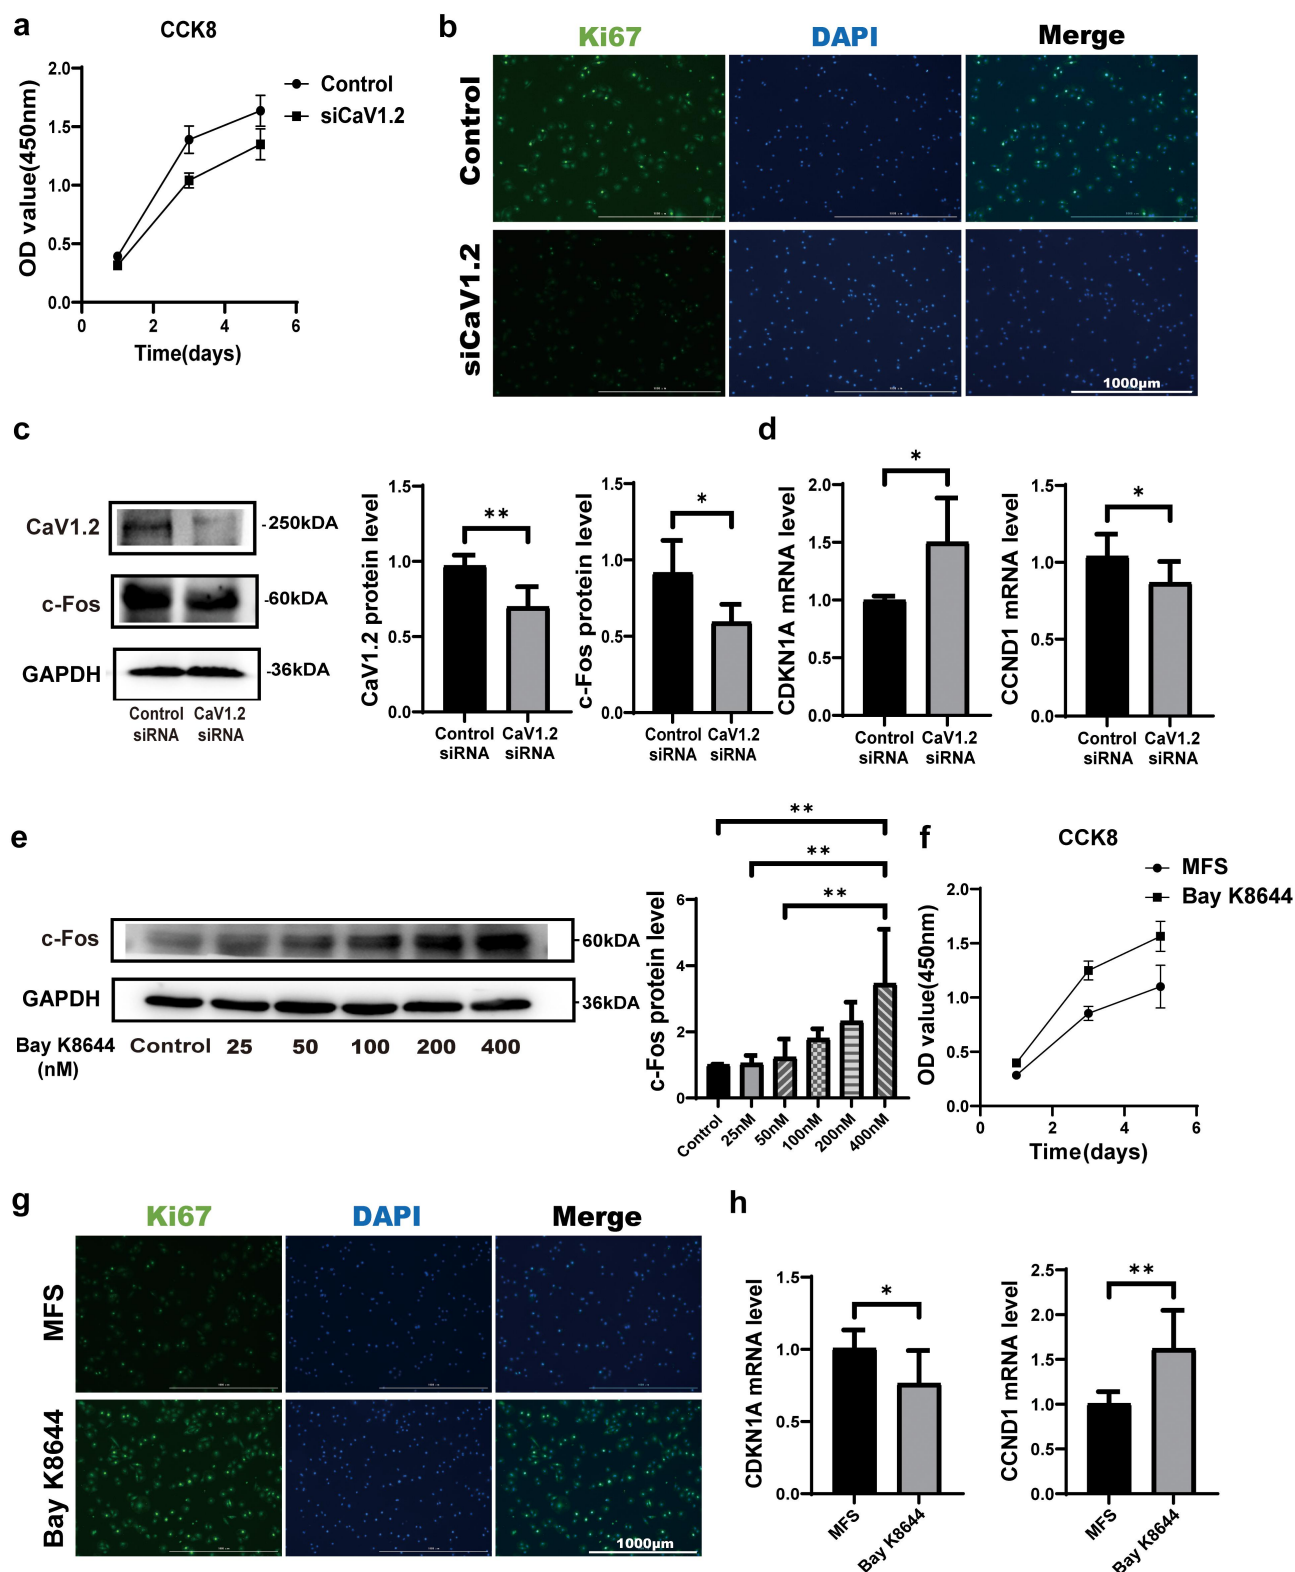 a
CCK8
2.0
1.5
1.0
0.5
0.0
0 2 4 6
OD value(450nm)
Time(days)
Control
siCaV1.2
b
Ki67 DAPI Merge
Control
siCaV1.2
1000μm
c
CaV1.2
-250kDA
c-Fos
-60kDA
GAPDH
-36kDA
Control CaV1.2
siRNA siRNA
CaV1.2 protein level
1.5
1.0
0.5
0.0
**
Control CaV1.2
siRNA siRNA
c-Fos protein level
1.5
1.0
0.5
0.0
*
Control CaV1.2
siRNA siRNA
d
CDKN1A mRNA level
2.0
1.5
1.0
0.5
0.0
*
Control CaV1.2
siRNA siRNA
CCND1 mRNA level
1.5
1.0
0.5
0.0
*
Control CaV1.2
siRNA siRNA
e
c-Fos
-60kDA
GAPDH
-36kDA
Bay K8644 Control 25 50 100 200 400
(nM)
c-Fos protein level
6
4
2
0
**
**
**
Control
25nM
50nM
100nM
200nM
400nM
f
CCK8
MFS
Bay K8644
OD value(450nm)
2.0
1.5
1.0
0.5
0.0
0 2 4 6
Time(days)
g
Ki67 DAPI Merge
MFS
Bay K8644
1000μm
h
CDKN1A mRNA level
1.5
1.0
0.5
0.0
*
MFS
Bay K8644
CCND1 mRNA level
2.5
2.0
1.5
1.0
0.5
0.0
**
MFS
Bay K8644